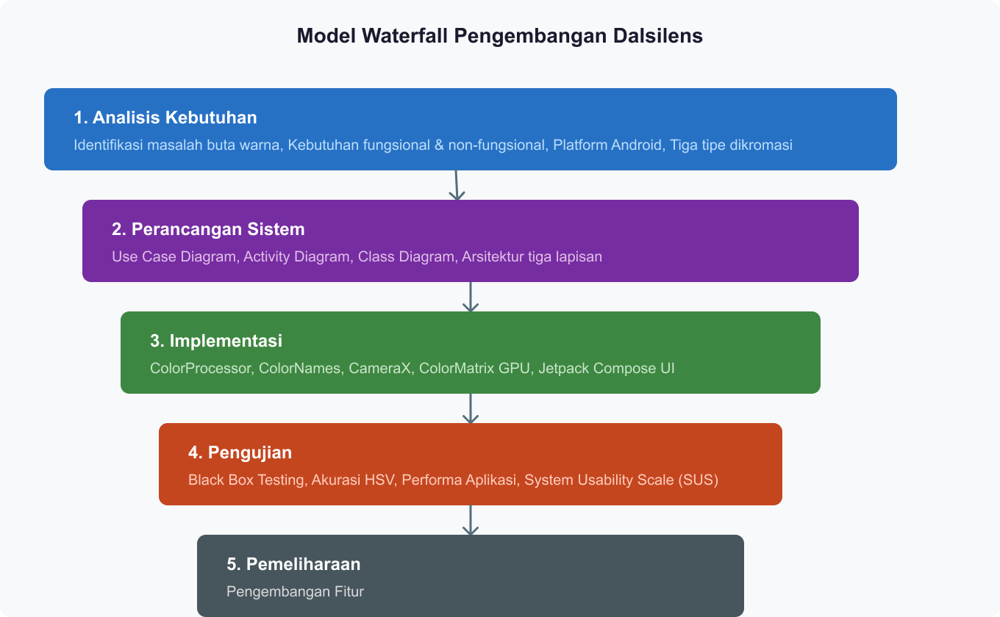 Model Waterfall Pengembangan Dalsilens
1. Analisis Kebutuhan
Identifikasi masalah buta warna, Kebutuhan fungsional & non-fungsional, Platform Android, Tiga tipe dikromasi
2. Perancangan Sistem
Use Case Diagram, Activity Diagram, Class Diagram, Arsitektur tiga lapisan
3. Implementasi
ColorProcessor, ColorNames, CameraX, ColorMatrix GPU, Jetpack Compose UI
4. Pengujian
Black Box Testing, Akurasi HSV, Performa Aplikasi, System Usability Scale (SUS)
5. Pemeliharaan
Pengembangan Fitur